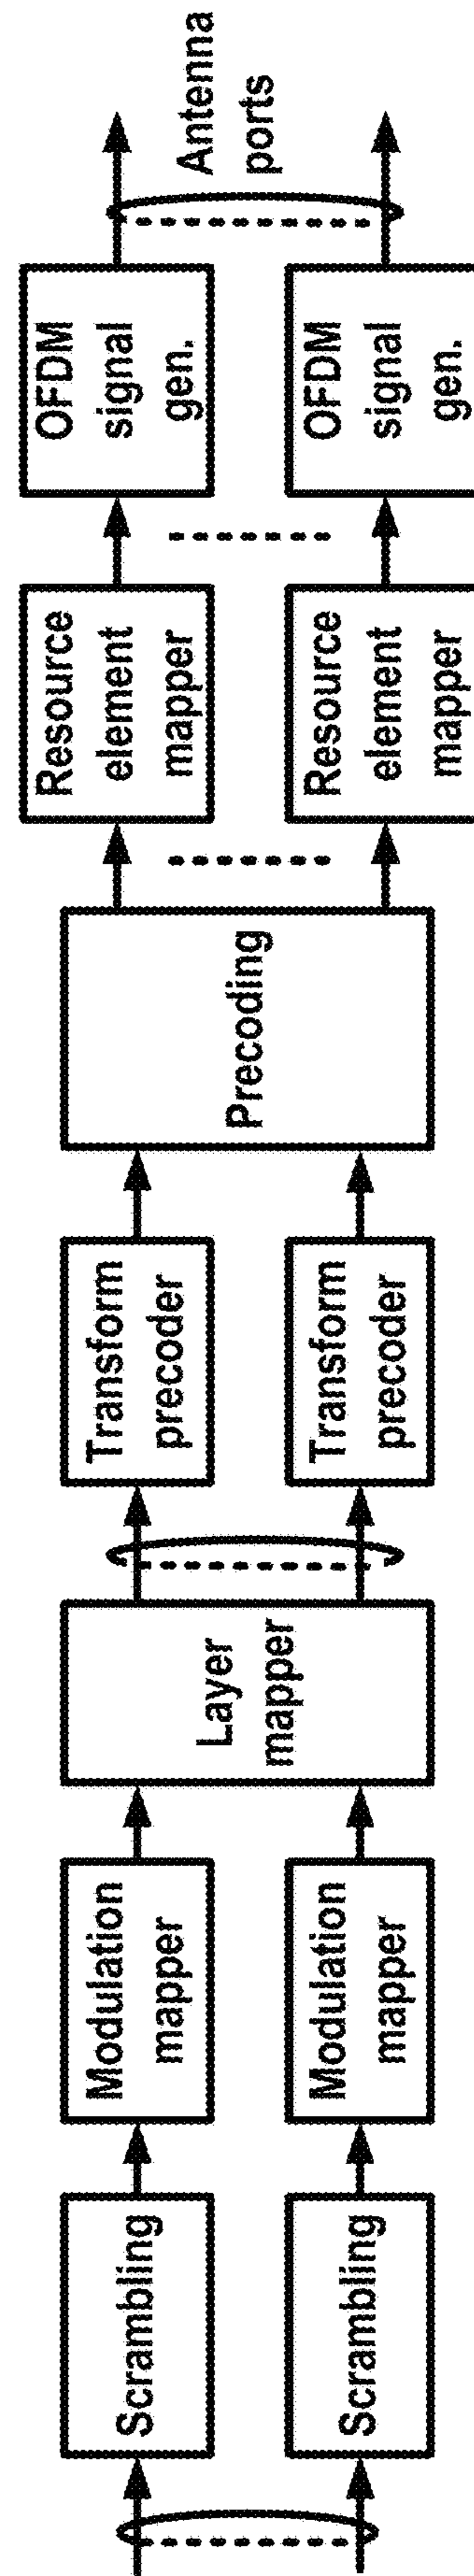 Scrambling
Scrambling
Modulation
mapper
Modulation
mapper
Layer
mapper
Transform
precoder
Transform
precoder
Precoding
Resource
element
mapper
Resource
element
mapper
OFDM
signal
gen.
OFDM
signal
gen.
Antenna
ports